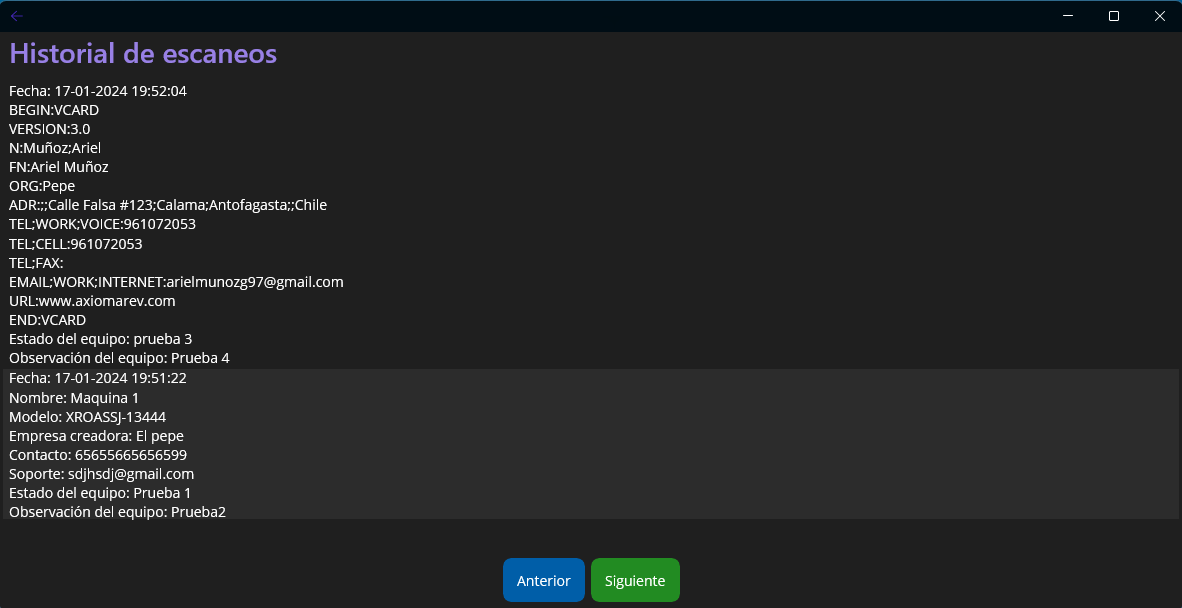 Historial de escaneos
Fecha: 17-01-2024 19:52:04
BEGIN:VCARD
VERSION:3.0
N:Muñoz;Ariel
FN:Ariel Muñoz
ORG:Pepe
ADR:;;Calle Falsa #123;Calama;Antofagasta;;Chile
TEL;WORK;VOICE:961072053
TEL;CELL:961072053
TEL;FAX:
EMAIL;WORK;INTERNET:arielmunozg97@gmail.com
URL:www.axiomarev.com
END:VCARD
Estado del equipo: prueba 3
Observación del equipo: Prueba 4
Fecha: 17-01-2024 19:51:22
Nombre: Maquina 1
Modelo: XROASSJ-13444
Empresa creadora: El pepe
Contacto: 65655665656599
Soporte: sdjhsdj@gmail.com
Estado del equipo: Prueba 1
Observación del equipo: Prueba2
Anterior
Siguiente